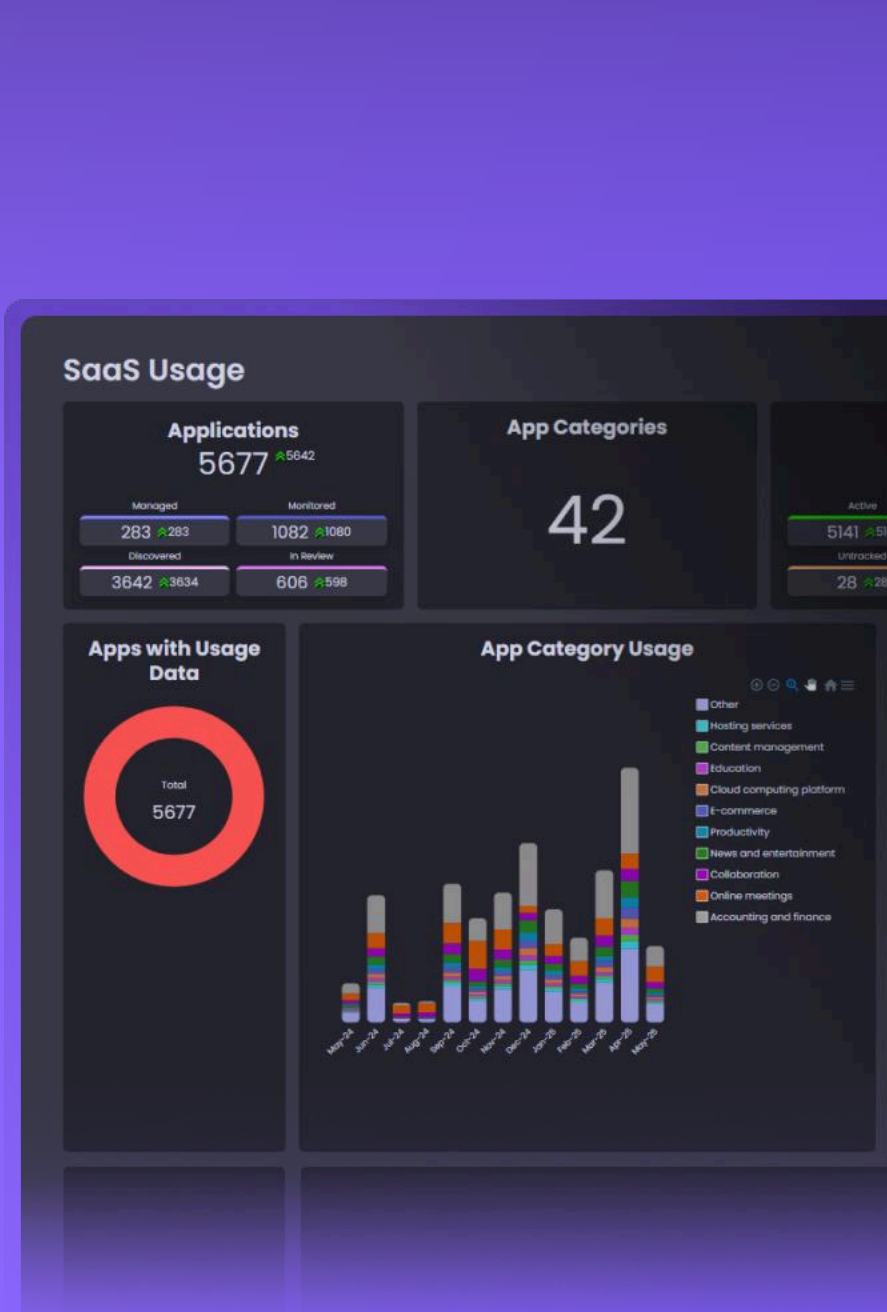 SaaS Usage
Applications
5677 5642
Managed
Monitored
283 283
1082 1080
Discovered
In Review
3642 3634
606 598
App Categories
42
Active
5141
Untracked
28
Apps with Usage
Data
Total
5677
App Category Usage
Other
Hosting services
Content management
Education
Cloud computing platform
E-commerce
Productivity
News and entertainment
Collaboration
Online meetings
Accounting and finance
May-24
Jun-24
Jul-24
Aug-24
Sep-24
Oct-24
Nov-24
Dec-24
Jan-25
Feb-25
Mar-25
Apr-25
May-25